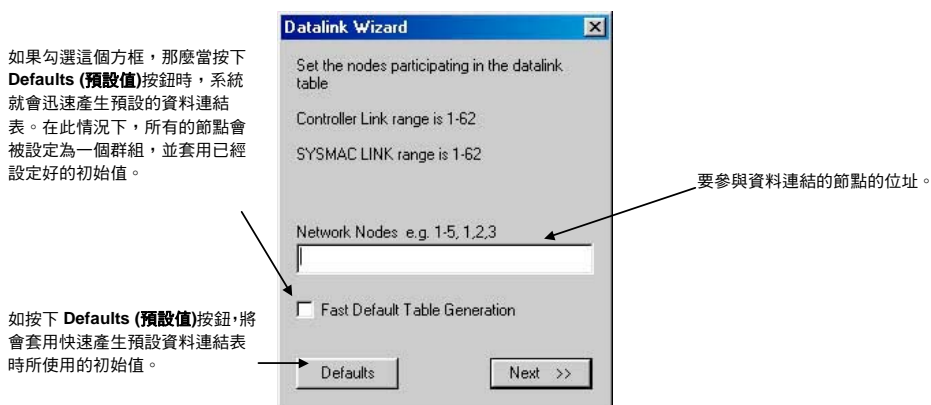 如果勾選這個方框，那麼當按下
Defaults (預設值)按鈕時，系統
就會迅速產生預設的資料連結
表。在此情況下，所有的節點會
被設定為一個群組，並套用已經
設定好的初始值。
如按下 Defaults (預設值)按鈕，將
會套用快速產生預設資料連結表
時所使用的初始值。
Datalink Wizard
Set the nodes participating in the datalink
table
Controller Link range is 1-62
SYSMAC LINK range is 1-62
Network Nodes e.g. 1-5, 1,2,3
Fast Default Table Generation
Defaults
Next >>
要參與資料連結的節點的位址。